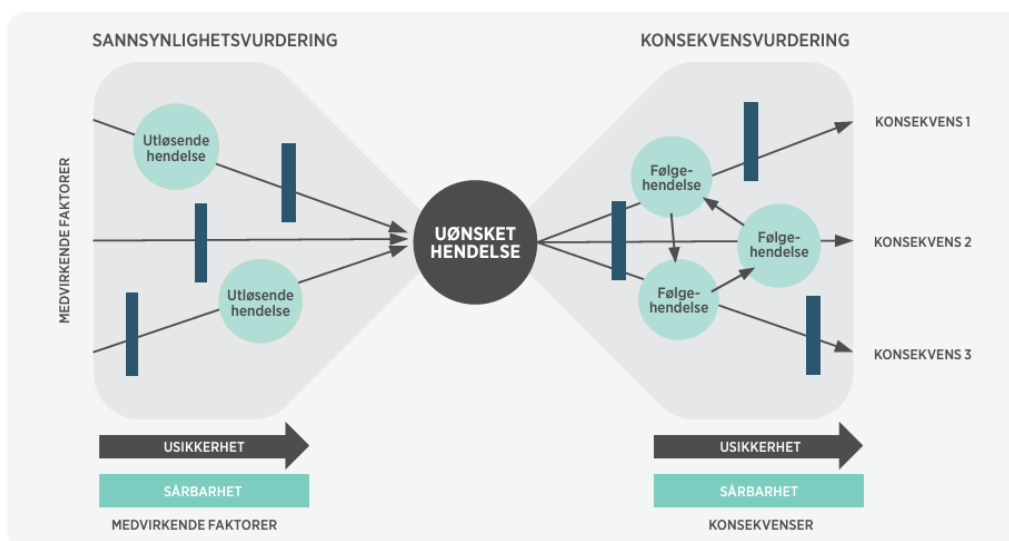 SANNSYNLIGHETSVURDERING
KONSEKVENSVURDERING
MEDVIRKENDE FAKTORER
Utløsende
hendelse
Utløsende
hendelse
UØNSKET
HENDELSE
Følge-
hendelse
Følge-
hendelse
Følge-
hendelse
KONSEKVENS 1
KONSEKVENS 2
KONSEKVENS 3
USIKKERHET
SÅRBARHET
MEDVIRKENDE FAKTORER
USIKKERHET
SÅRBARHET
KONSEKVENSER